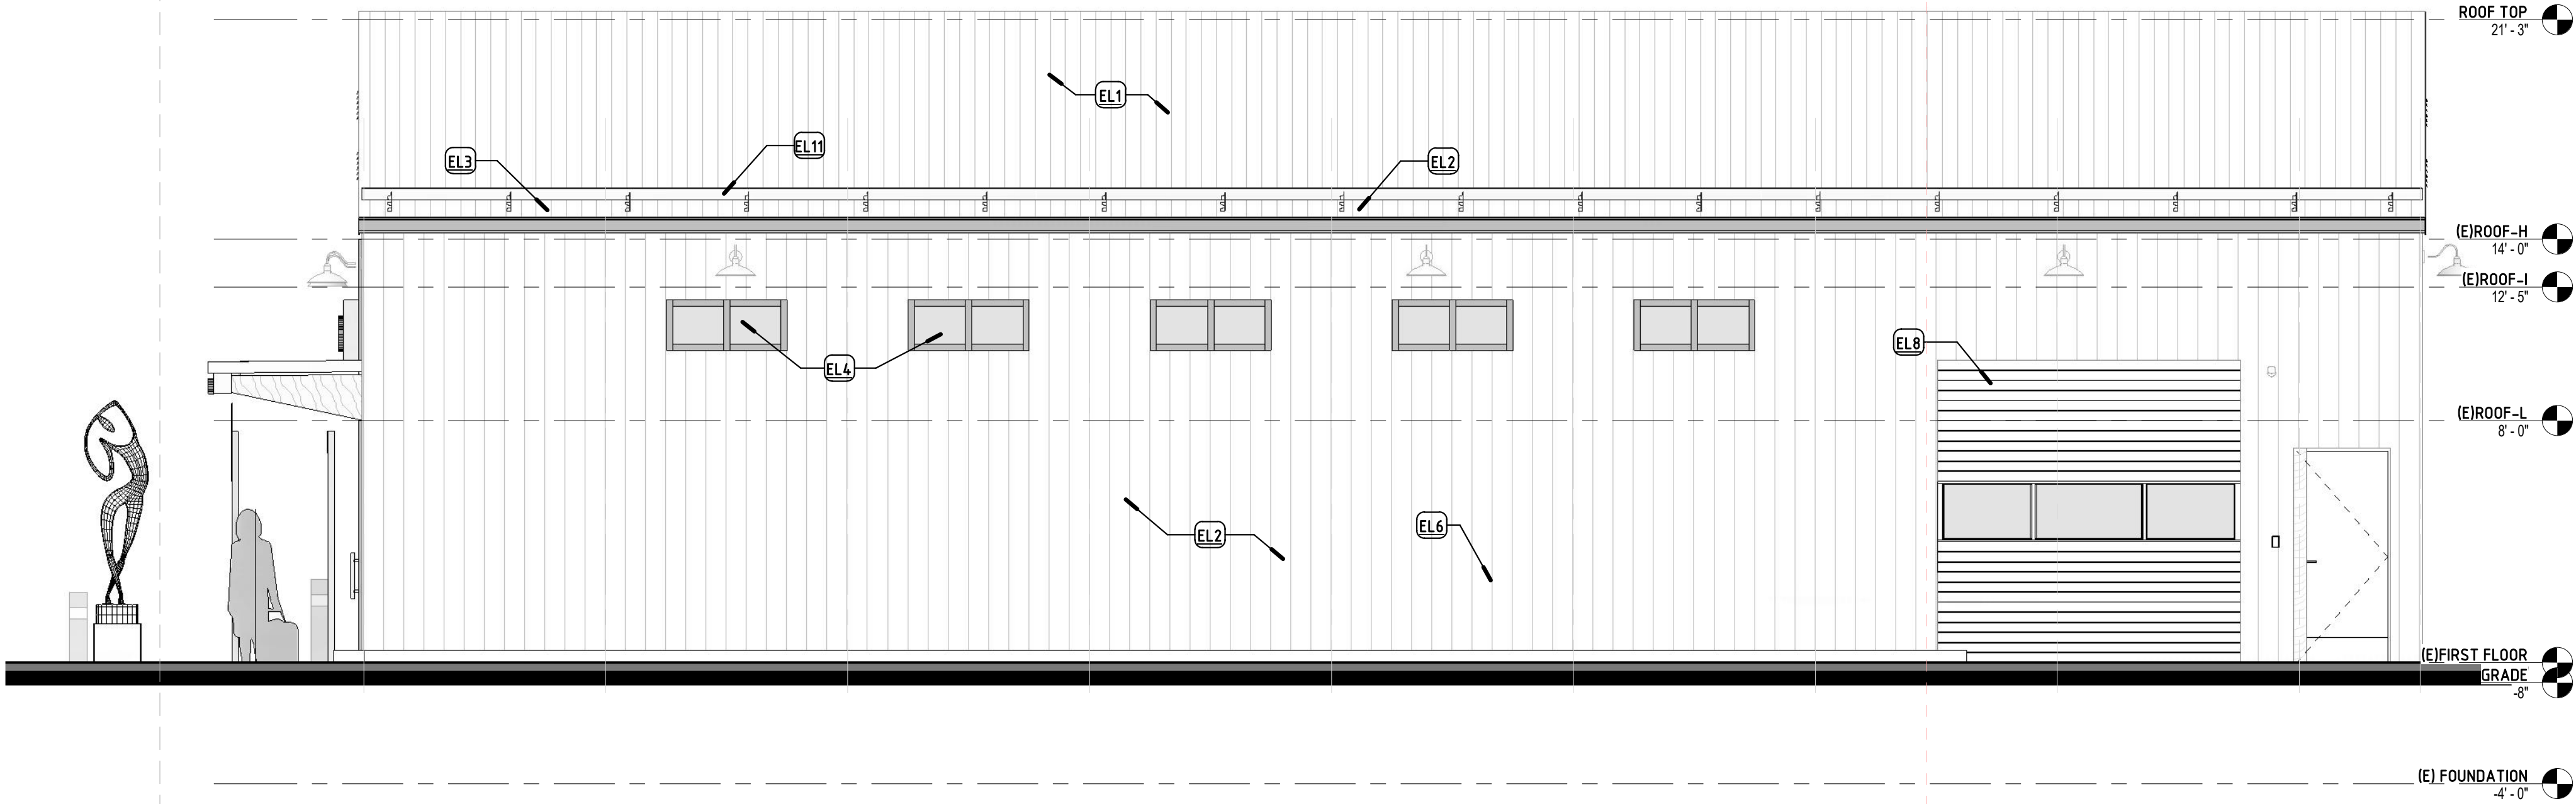 ROOF TOP
21' - 3"
EL1
EL11
EL3
EL2
(E)ROOF-H
14' - 0"
(E)ROOF-I
12' - 5"
EL8
EL4
(E)ROOF-L
8' - 0"
EL6
EL2
(E)FIRST FLOOR
GRADE
-8"
(E) FOUNDATION
-4' - 0"